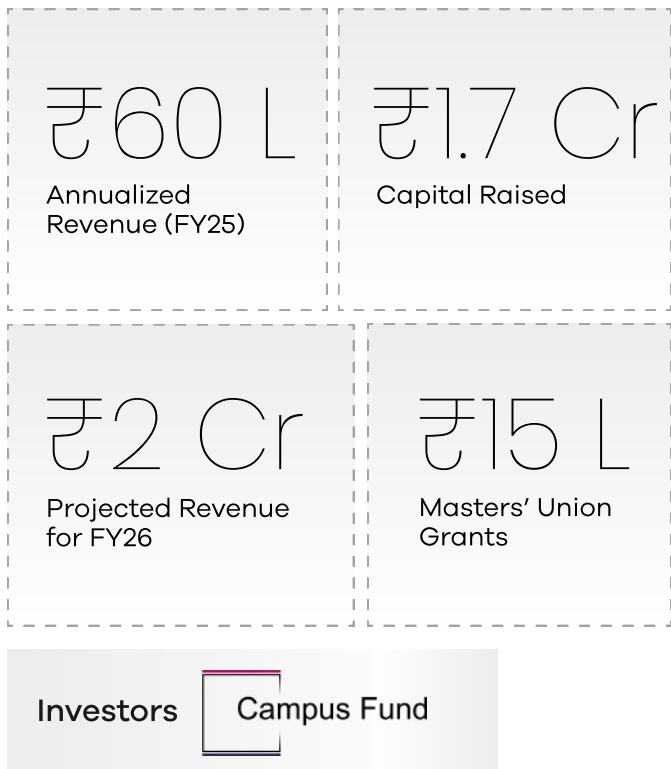 ₹60 L
Annualized
Revenue (FY25)
₹1.7 Cr
Capital Raised
₹2 Cr
Projected Revenue
for FY26
₹15 L
Masters’ Union
Grants
Investors
Campus Fund